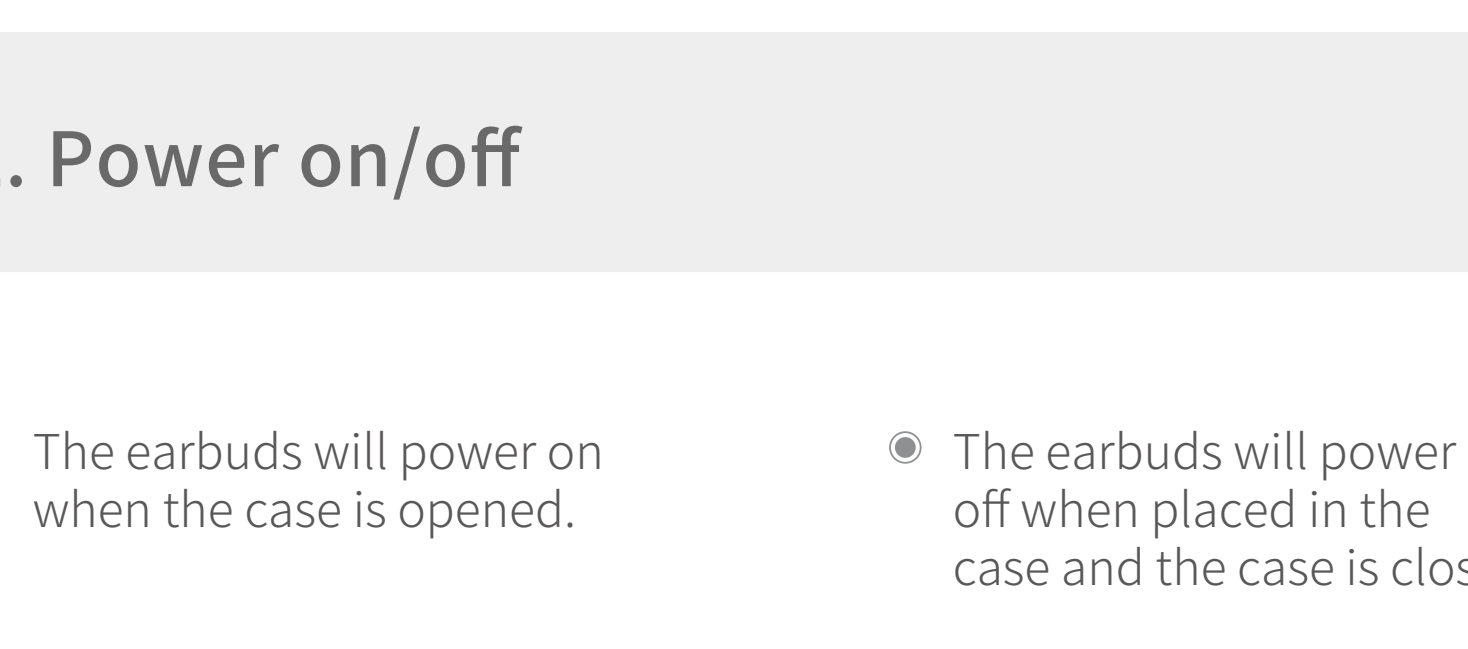 . Power on/off
The earbuds will power on
when the case is opened.
The earbuds will power
off when placed in the
case and the case is